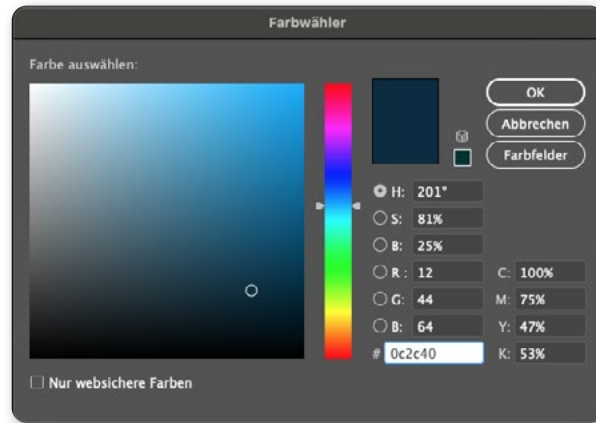 Farbwähler
Farbe auswählen:
OK
Abbrechen
Farbfelder
H: 201°
S: 81%
B: 25%
R: 12
C: 100%
G: 44
M: 75%
B: 64
Y: 47%
# 0c2c40
K: 53%
Nur websichere Farben